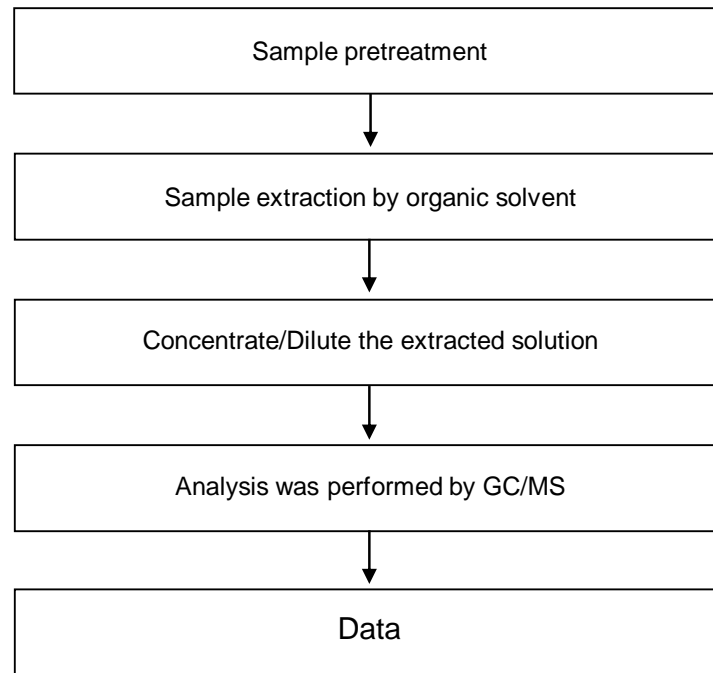 Sample pretreatment
Sample extraction by organic solvent
Concentrate/Dilute the extracted solution
Analysis was performed by GC/MS
Data